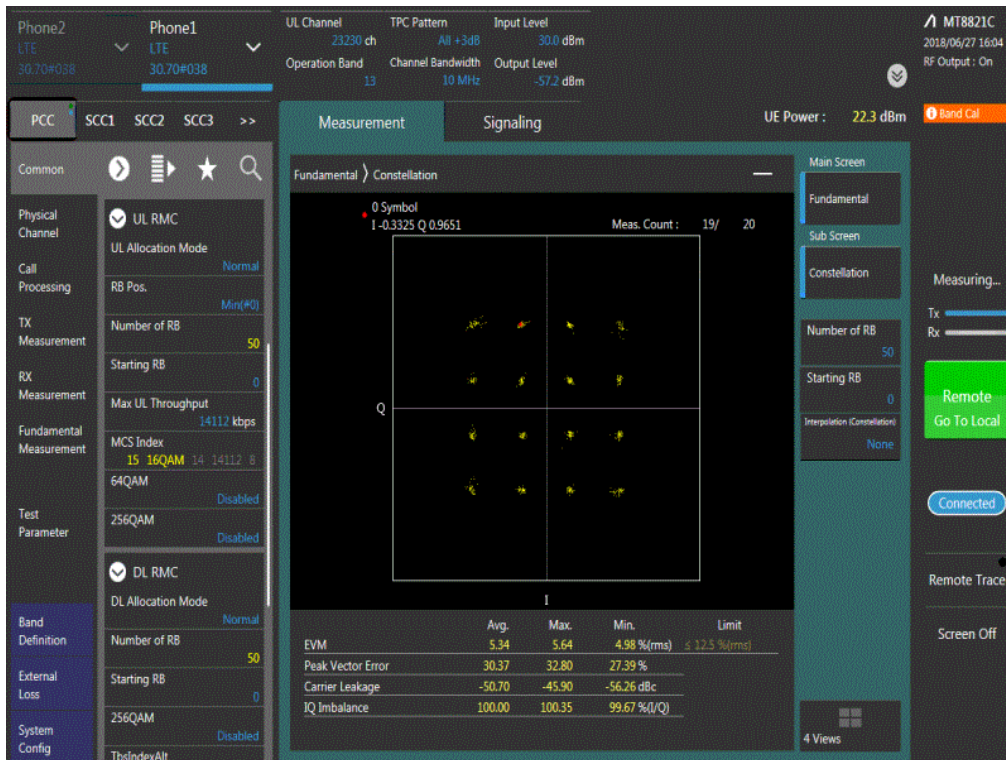 Phone2
LTE
30.70#038
Phone1
LTE
30.70#038
UL Channel
23230 ch
Operation Band
13
TPC Pattern
All +3dB
Channel Bandwidth
10 MHz
Input Level
30.0 dBm
Output Level
-57.2 dBm
MT8821C
2018/06/27 16:04
RF Output : On
PCC SCC1 SCC2 SCC3 >>
Measurement Signaling
UE Power : 22.3 dBm
Band Cal
Common
Physical
Channel
Call
Processing
TX
Measurement
RX
Measurement
Fundamental
Measurement
Test
Parameter
Band
Definition
External
Loss
System
Config
UL RMC
UL Allocation Mode
Normal
RB Pos.
Min(#0)
Number of RB
50
Starting RB
0
Max UL Throughput
14112 kbps
MCS Index
15 16QAM 14 14112 8
64QAM
Disabled
256QAM
Disabled
DL RMC
DL Allocation Mode
Normal
Number of RB
50
Starting RB
0
256QAM
Disabled
TbsIndexAlt
Fundamental 〉 Constellation
0 Symbol
I -0.3325 Q 0.9651
Meas. Count : 19/ 20
Q
I
Avg. Max. Min. Limit
EVM 5.34 5.64 4.98 %(rms) ≤ 12.5 %(rms)
Peak Vector Error 30.37 32.80 27.39 %
Carrier Leakage -50.70 -45.90 -56.26 dBc
IQ Imbalance 100.00 100.35 99.67 %(I/Q)
Main Screen
Fundamental
Sub Screen
Constellation
Number of RB
50
Starting RB
0
Interpolation (Constellation)
None
4 Views
Measuring...
Tx
Rx
Remote
Go To Local
Connected
Remote Trace
Screen Off